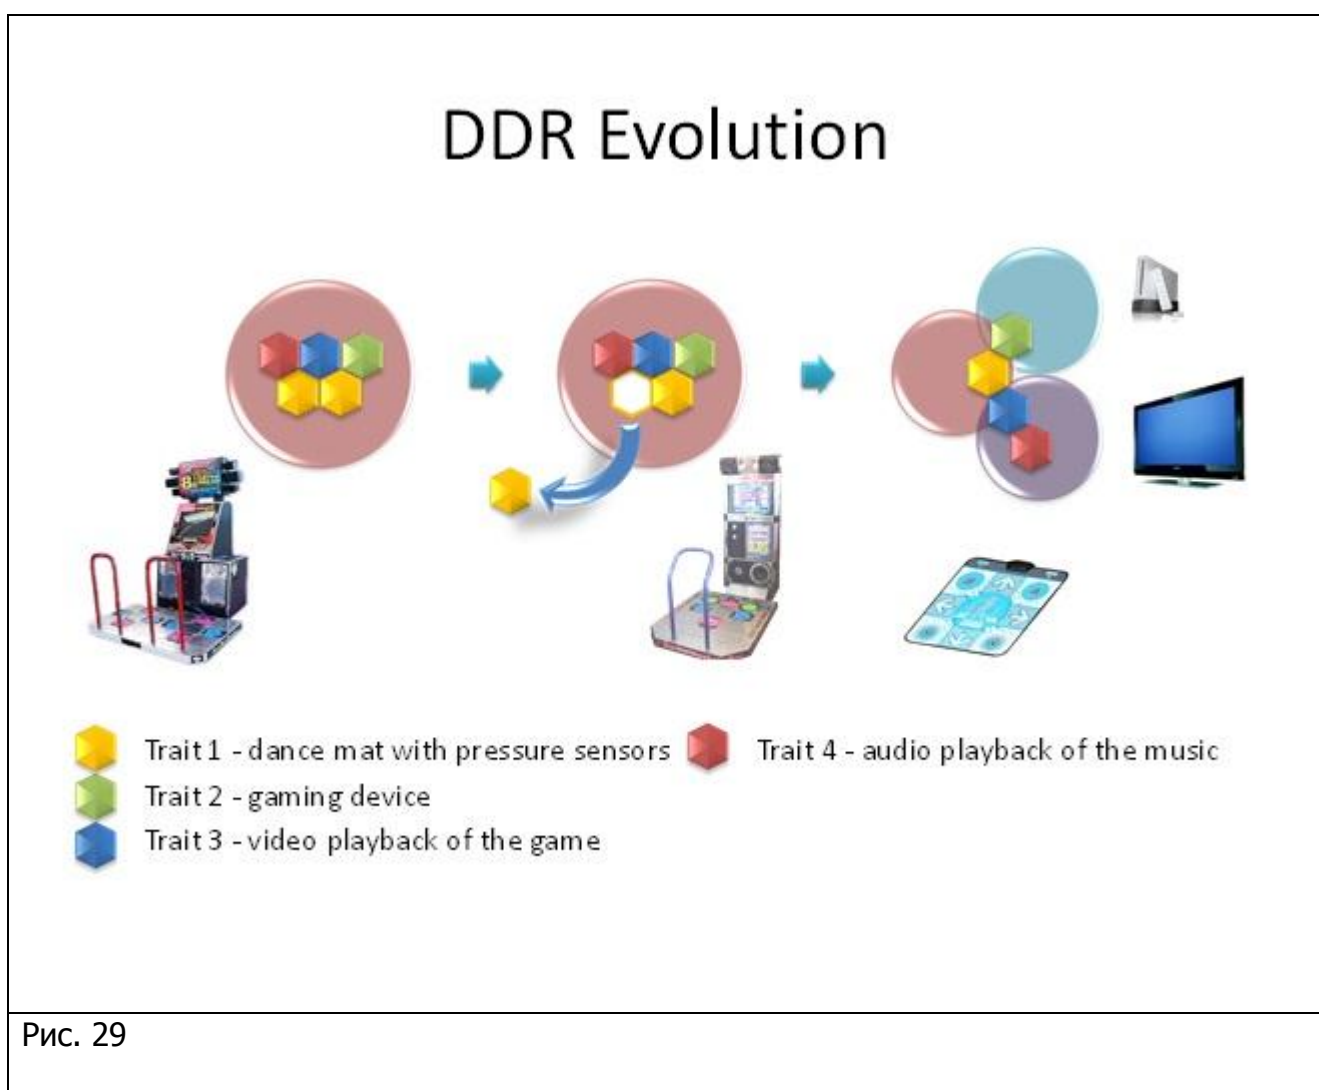 DDR Evolution
Trait 1 - dance mat with pressure sensors
Trait 4 - audio playback of the music
Trait 2 - gaming device
Trait 3 - video playback of the game
Рис. 29